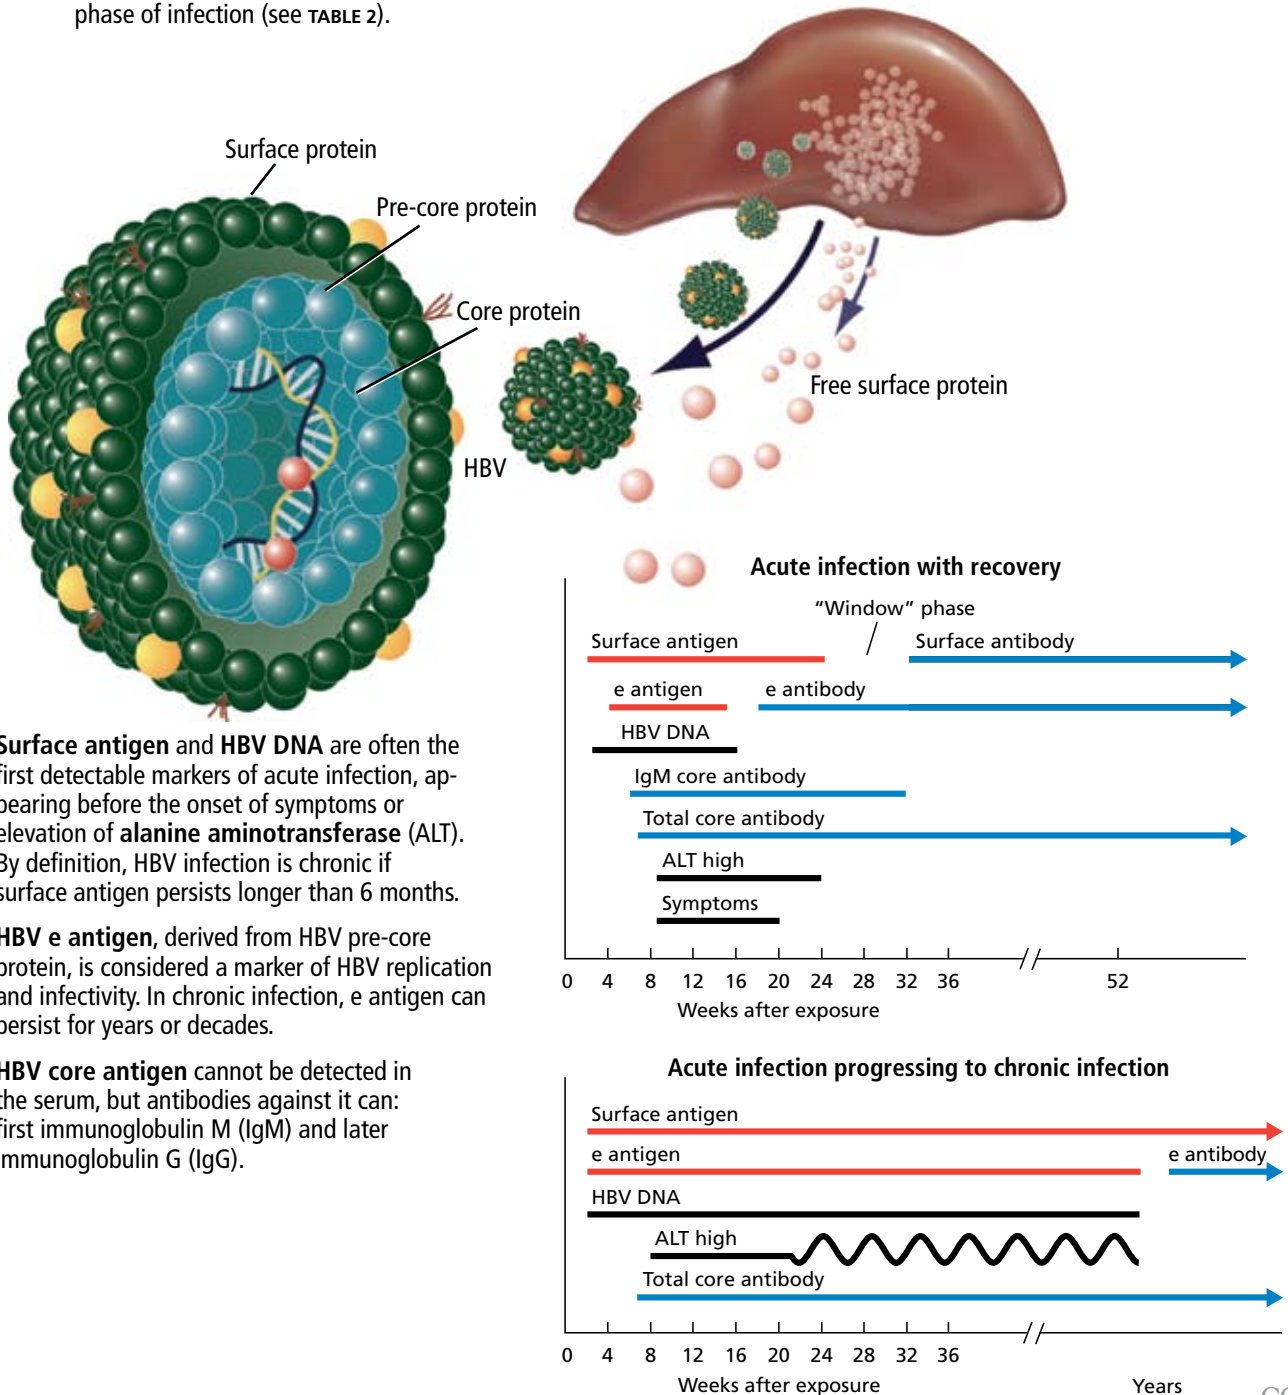 phase of infection (see TABLE 2).
Surface protein
Pre-core protein
Core protein
HBV
Free surface protein
Surface antigen and HBV DNA are often the
first detectable markers of acute infection, ap-
pearing before the onset of symptoms or
elevation of alanine aminotransferase (ALT).
By definition, HBV infection is chronic if
surface antigen persists longer than 6 months.
HBV e antigen, derived from HBV pre-core
protein, is considered a marker of HBV replication
and infectivity. In chronic infection, e antigen can
persist for years or decades.
HBV core antigen cannot be detected in
the serum, but antibodies against it can:
first immunoglobulin M (IgM) and later
immunoglobulin G (IgG).
Acute infection with recovery
“Window” phase
Surface antigen
Surface antibody
e antigen
e antibody
HBV DNA
IgM core antibody
Total core antibody
ALT high
Symptoms
0 4 8 12 16 20 24 28 32 36 52
Weeks after exposure
Acute infection progressing to chronic infection
Surface antigen
e antigen
e antibody
HBV DNA
ALT high
Total core antibody
0 4 8 12 16 20 24 28 32 36
Weeks after exposure
Years